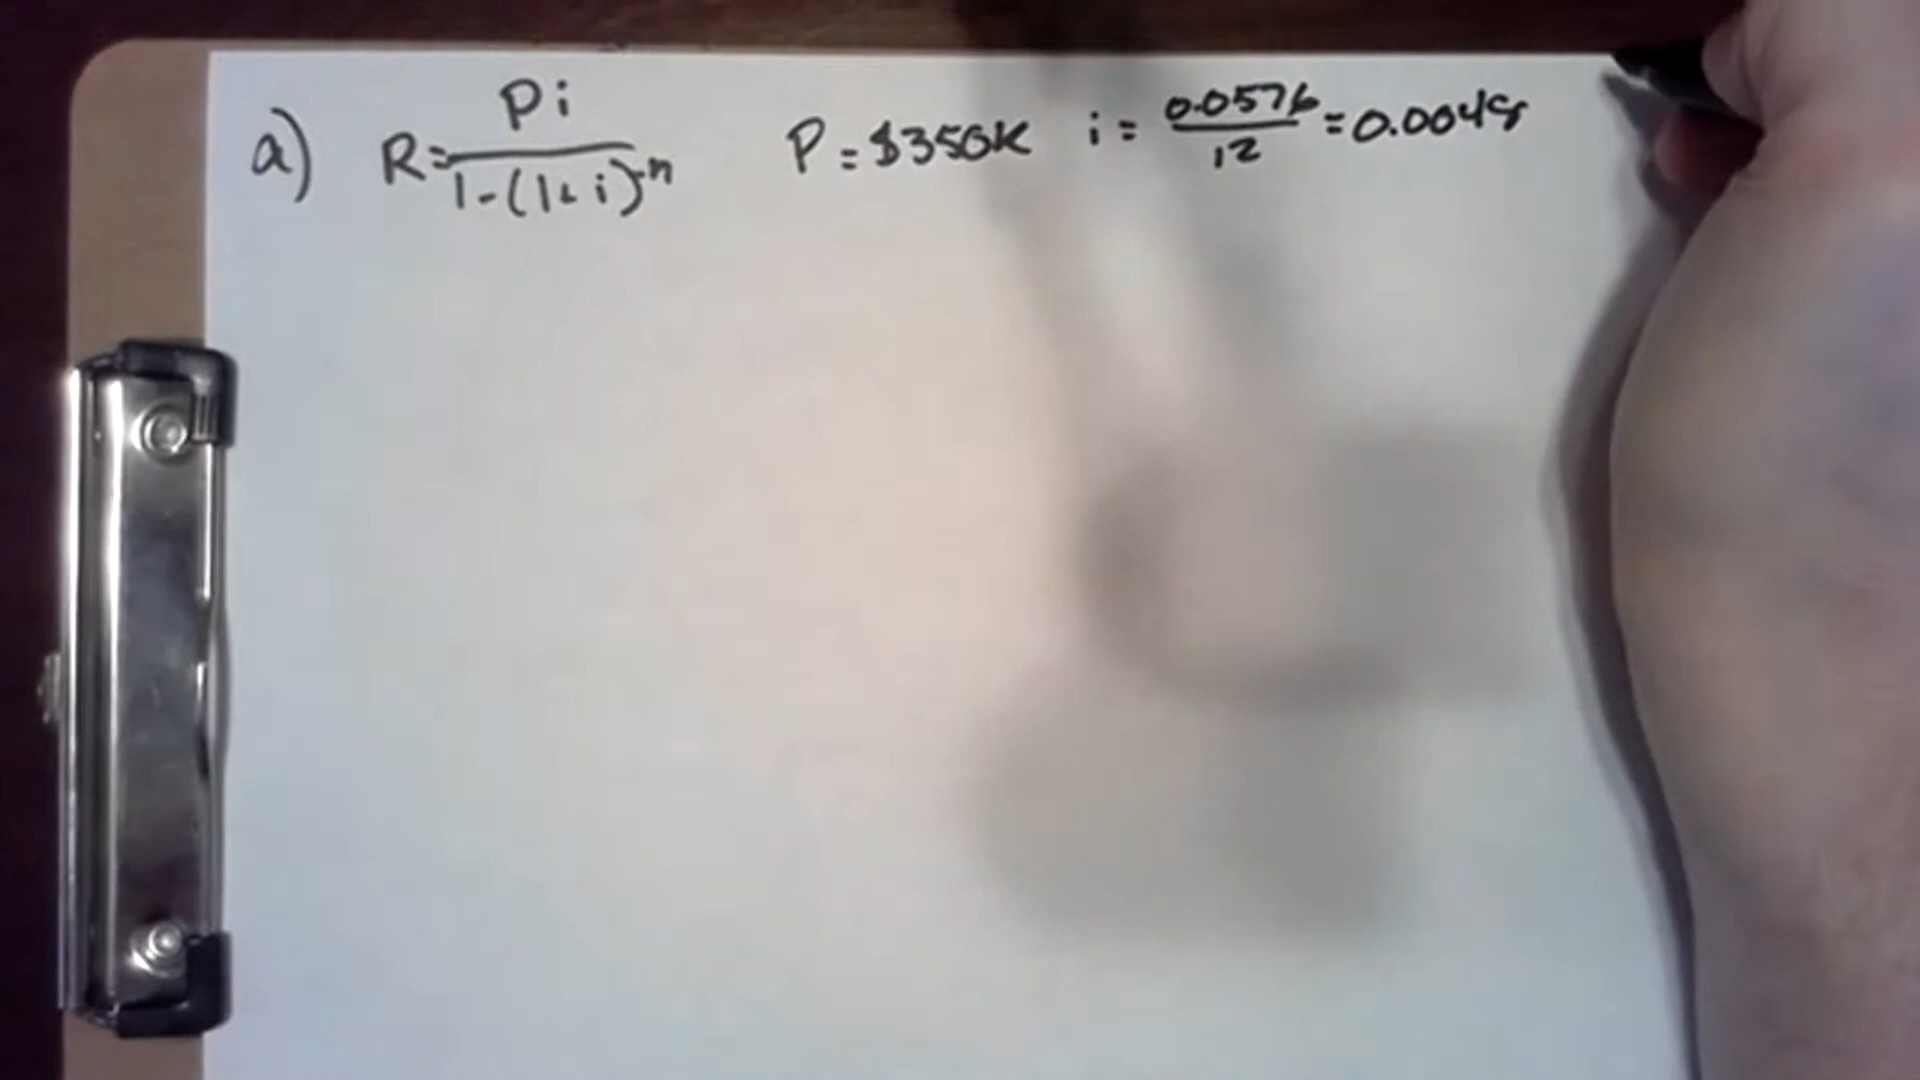 a) R = Pi / 1-(1+i)^-n P = $350K i = 0.0576 / 12 = 0.0048